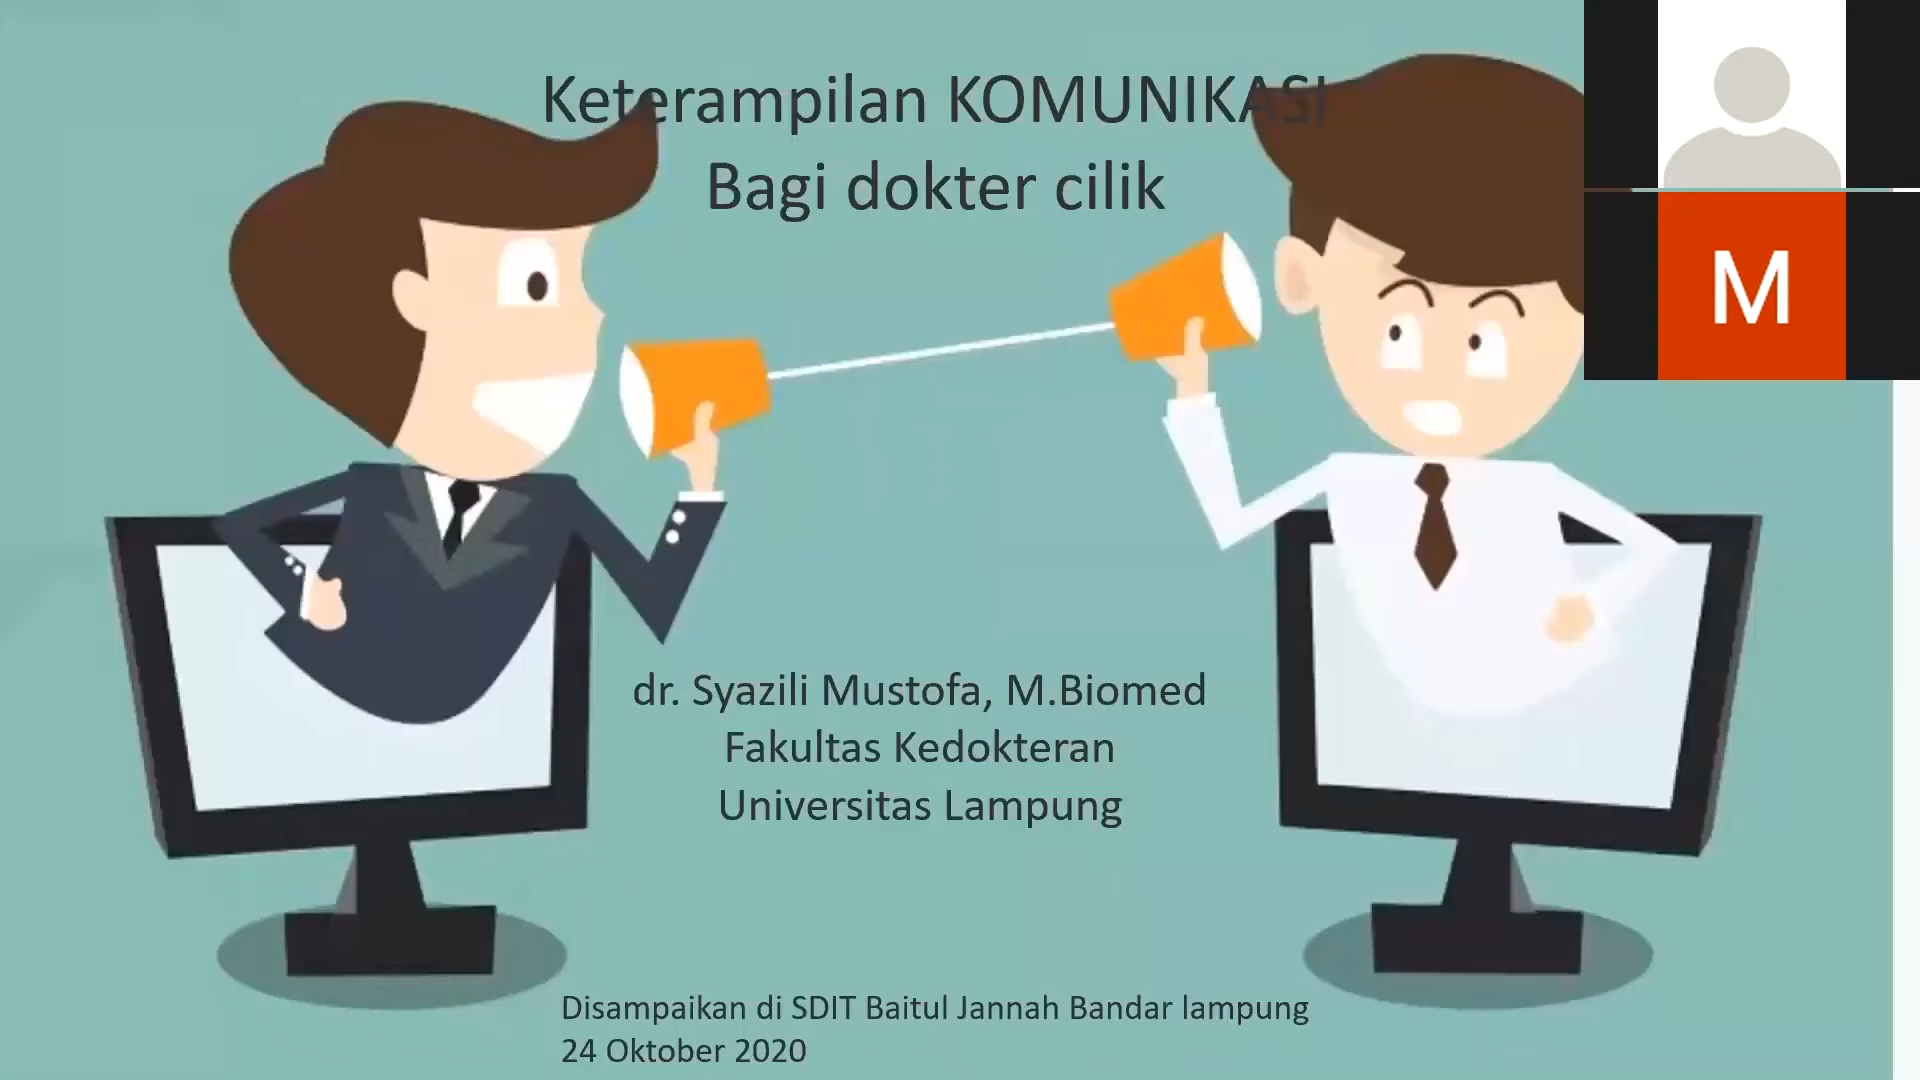 Keterampilan KOMUNIKASI
Bagi dokter cilik
M
dr. Syazili Mustofa, M.Biomed
Fakultas Kedokteran
Universitas Lampung
Disampaikan di SDIT Baitul Jannah Bandar lampung
24 Oktober 2020